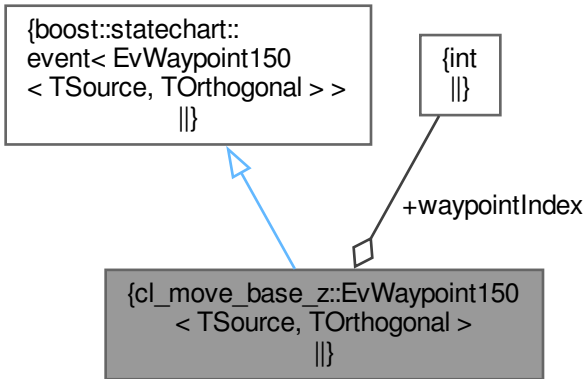 {boost::statechart::
event< EvWaypoint150
< TSource, TOrthogonal > >
||}
{int
||}
+waypointIndex
{cl_move_base_z::EvWaypoint150
< TSource, TOrthogonal >
||}